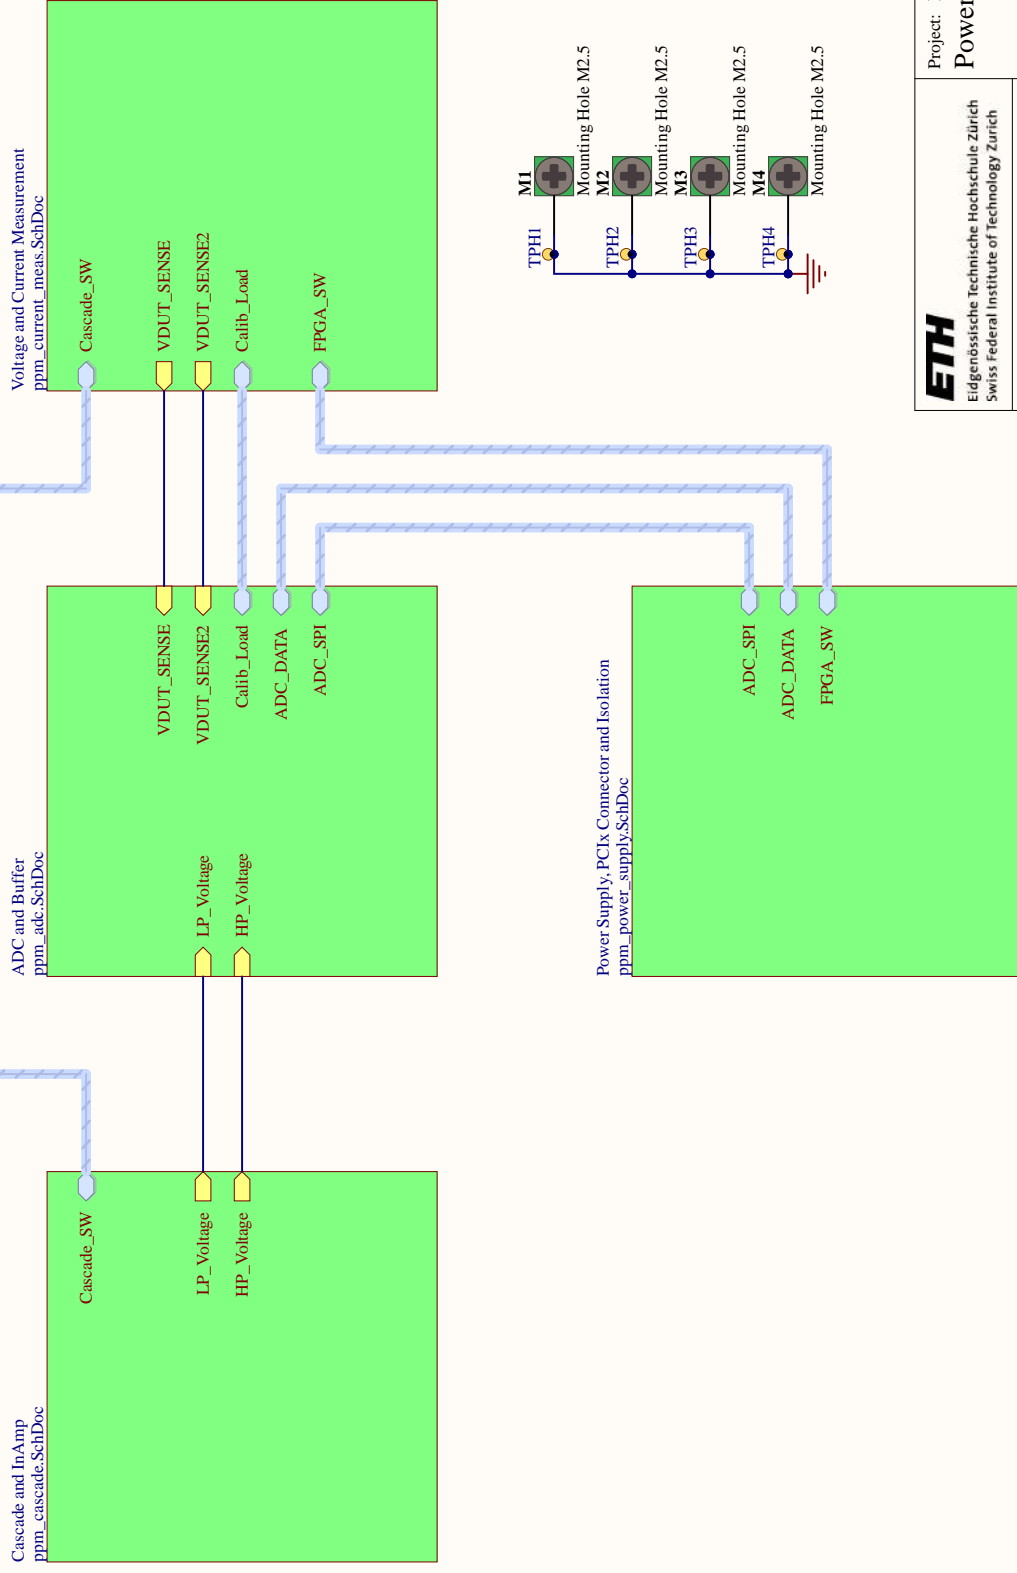 Cascade and InAmp
ppm_cascade.SchDoc
Cascade_SW
LP_Voltage
HP_Voltage
ADC and Buffer
ppm_adc.SchDoc
LP_Voltage
HP_Voltage
VDUT_SENSE
VDUT_SENSE2
Calib_Load
ADC_DATA
ADC_SPI
Voltage and Current Measurement
ppm_current_meas.SchDoc
Cascade_SW
VDUT_SENSE
VDUT_SENSE2
Calib_Load
FPGA_SW
Power Supply, PCIx Connector and Isolation
ppm_power_supply.SchDoc
ADC_SPI
ADC_DATA
FPGA_SW
TPH1
M1
Mounting Hole M2.5
TPH2
M2
Mounting Hole M2.5
TPH3
M3
Mounting Hole M2.5
TPH4
M4
Mounting Hole M2.5
ETH
Eidgenössische Technische Hochschule Zürich
Swiss Federal Institute of Technology Zurich
Project:
Power